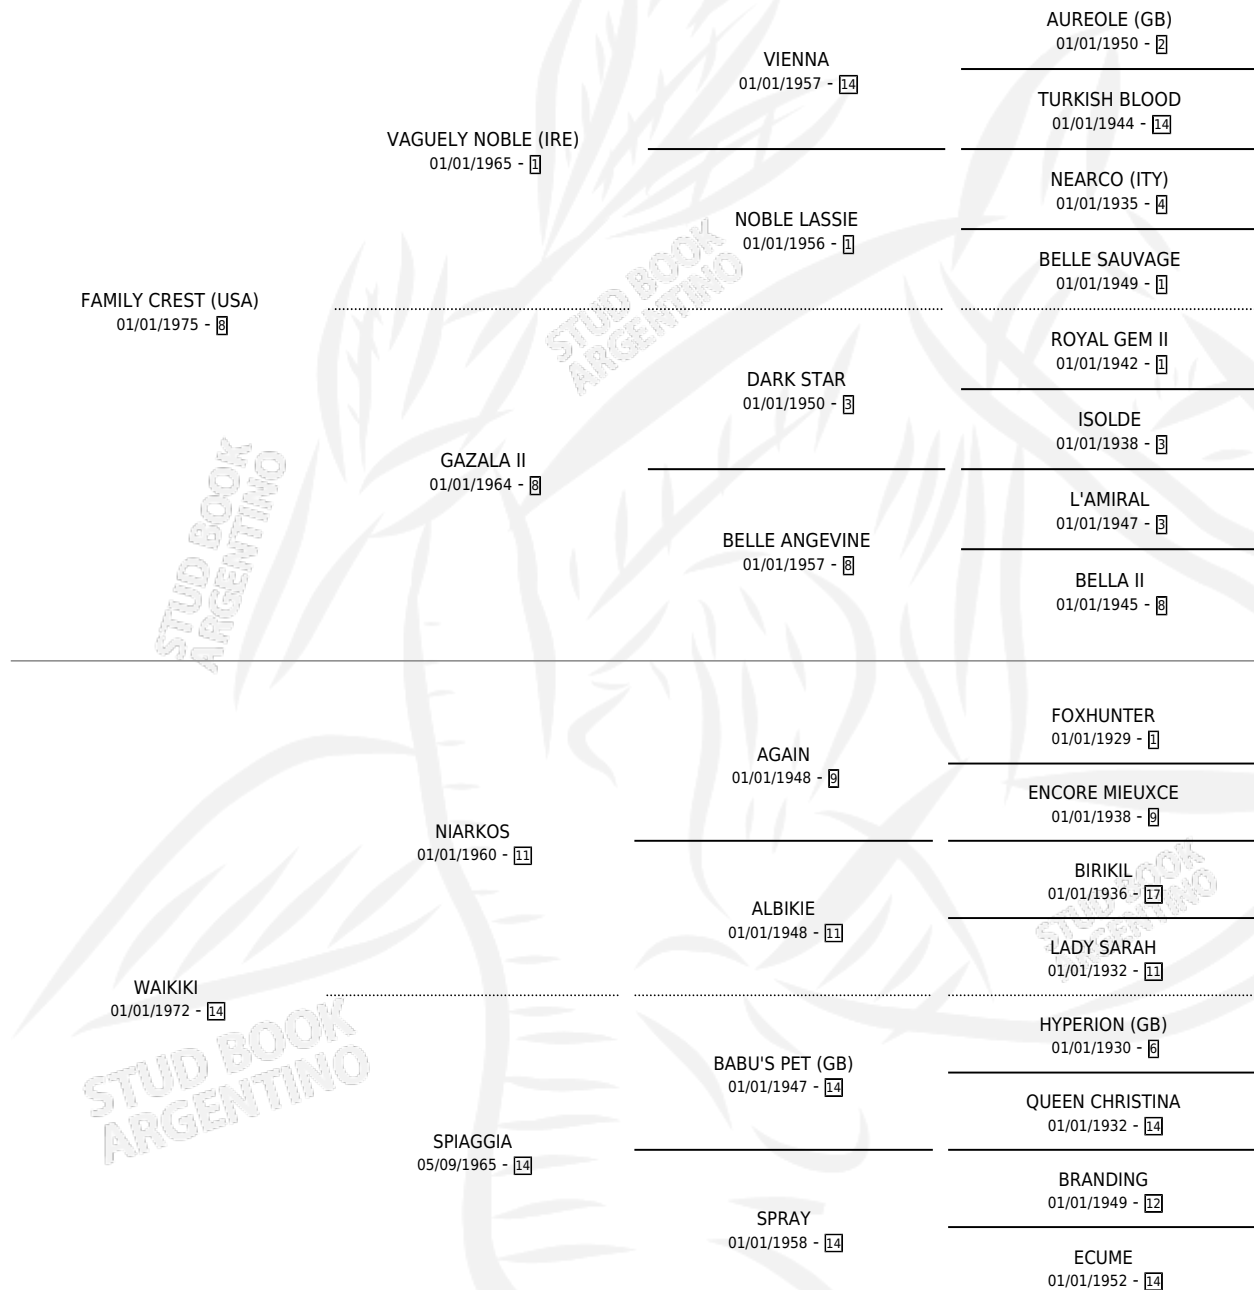 AUREOLE (GB)
01/01/1950 - 2
VIENNA
01/01/1957 - 14
TURKISH BLOOD
01/01/1944 - 14
VAGUELY NOBLE (IRE)
01/01/1965 - 1
NEARCO (ITY)
01/01/1935 - 4
NOBLE LASSIE
01/01/1956 - 1
BELLE SAUVAGE
01/01/1949 - 1
FAMILY CREST (USA)
01/01/1975 - 8
ROYAL GEM II
01/01/1942 - 1
DARK STAR
01/01/1950 - 3
ISOLDE
01/01/1938 - 3
GAZALA II
01/01/1964 - 8
L'AMIRAL
01/01/1947 - 3
BELLE ANGEVINE
01/01/1957 - 8
BELLA II
01/01/1945 - 8
FOXHUNTER
01/01/1929 - 1
AGAIN
01/01/1948 - 9
ENCORE MIEUXCE
01/01/1938 - 9
NIARKOS
01/01/1960 - 11
BIRIKIL
01/01/1936 - 17
ALBIKIE
01/01/1948 - 11
LADY SARAH
01/01/1932 - 11
WAIKIKI
01/01/1972 - 14
HYPERION (GB)
01/01/1930 - 6
BABU'S PET (GB)
01/01/1947 - 14
QUEEN CHRISTINA
01/01/1932 - 14
SPIAGGIA
05/09/1965 - 14
BRANDING
01/01/1949 - 12
SPRAY
01/01/1958 - 14
ECUME
01/01/1952 - 14
STUD BOOK
ARGENTINO
STUD BOOK
ARGENTINO
STUD BOOK
ARGENTINO
STUD BOOK
ARGENTINO